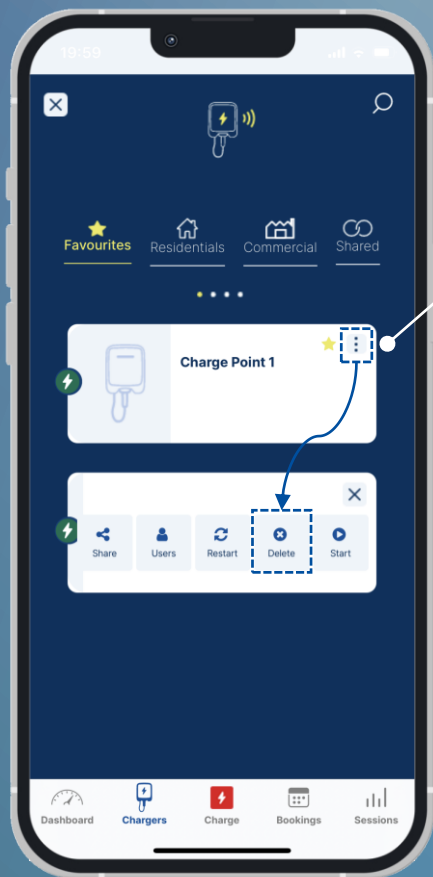 19:59
Favourites Residentials Commercial Shared
Charge Point 1
Share Users Restart Delete Start
Dashboard Chargers Charge Bookings Sessions